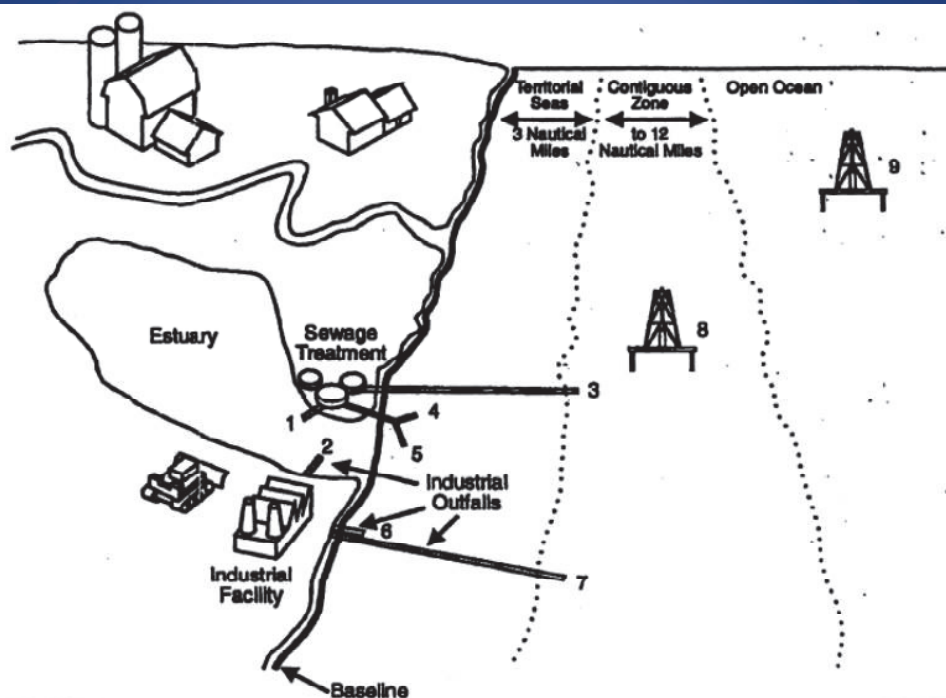 Territorial
Seas
3 Nautical
Miles
Contiguous
Zone
to 12
Nautical Miles
Open Ocean
9
8
Estuary
Sewage
Treatment
3
1
4
5
2
Industrial
Outfalls
6
7
Industrial
Facility
Baseline